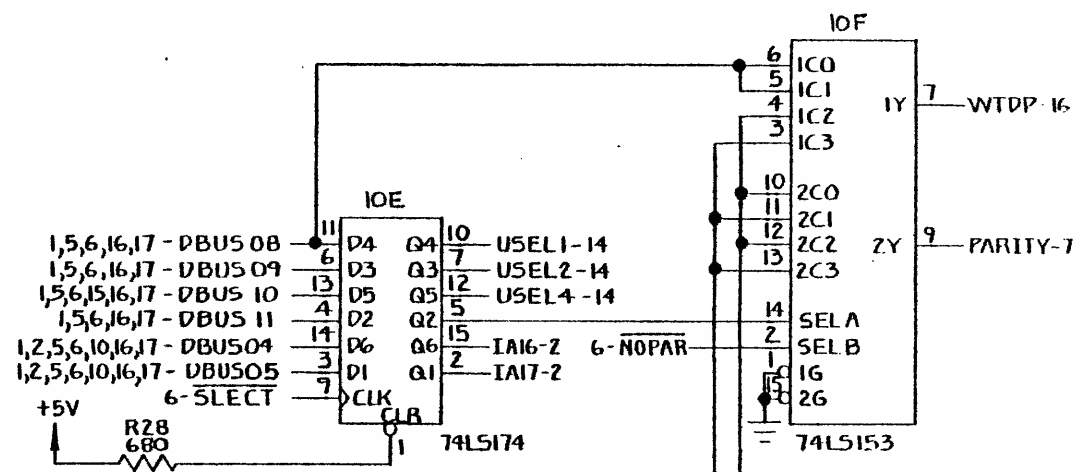 10F
6 1C0
5 1C1
4 1C2
3 1C3
1Y 7 WTDP-16
10 2C0
11 2C1
12 2C2
13 2C3
2Y 9 PARITY-7
14 SELA
6-NOPAR 2 SELB
1 1G
15 2G
74LS153
10E
1,5,6,16,17-DBUS 08 11 D4 Q4 10 USEL1-14
1,5,6,16,17-DBUS 09 6 D3 Q3 7 USEL2-14
1,5,6,15,16,17-DBUS 10 13 D5 Q5 12 USEL4-14
1,5,6,16,17-DBUS 11 4 D2 Q2 5
1,2,5,6,10,16,17-DBUS04 14 D6 Q6 15 IA16-2
1,2,5,6,10,16,17-DBUS05 3 D1 Q1 2 IA17-2
6-SLECT 9 CLK
CLR
1
74LS174
+5V
R28
680